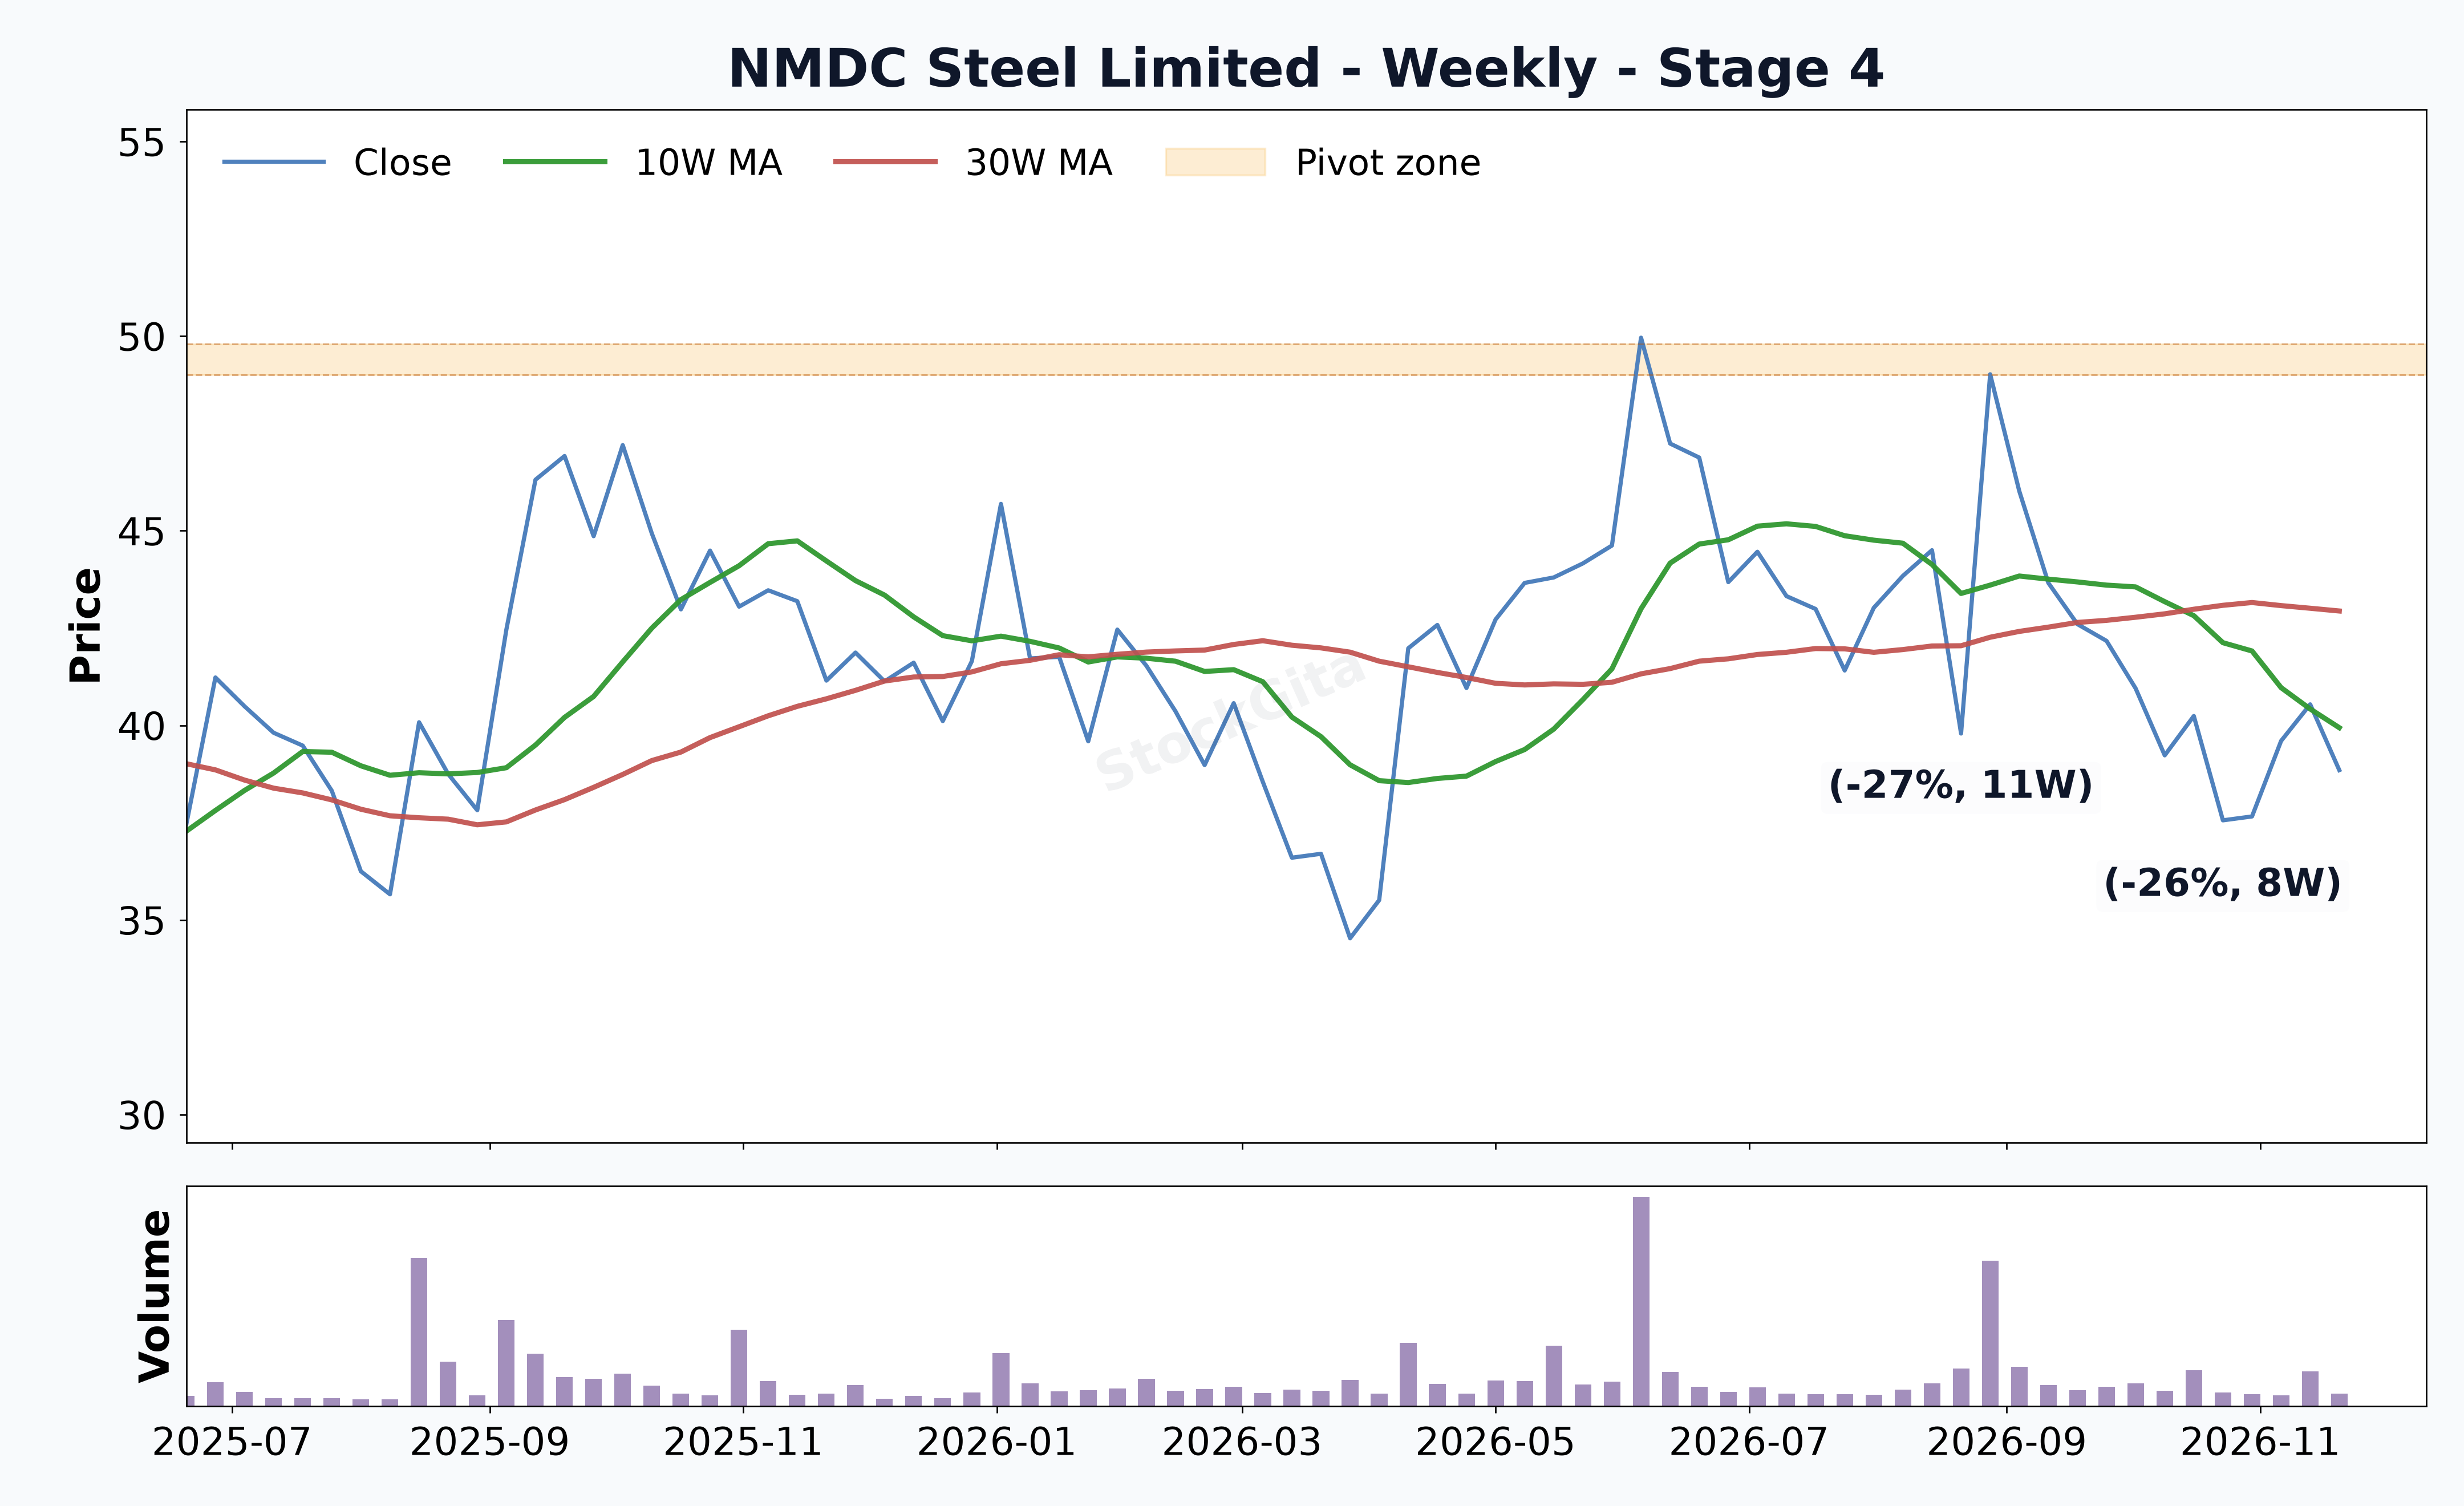 NMDC Steel Limited - Weekly - Stage 4
Close 10W MA 30W MA Pivot zone
55
50
45
40
35
30
Price
StockGita
(-27%, 11W)
(-26%, 8W)
Volume
2025-07 2025-09 2025-11 2026-01 2026-03 2026-05 2026-07 2026-09 2026-11